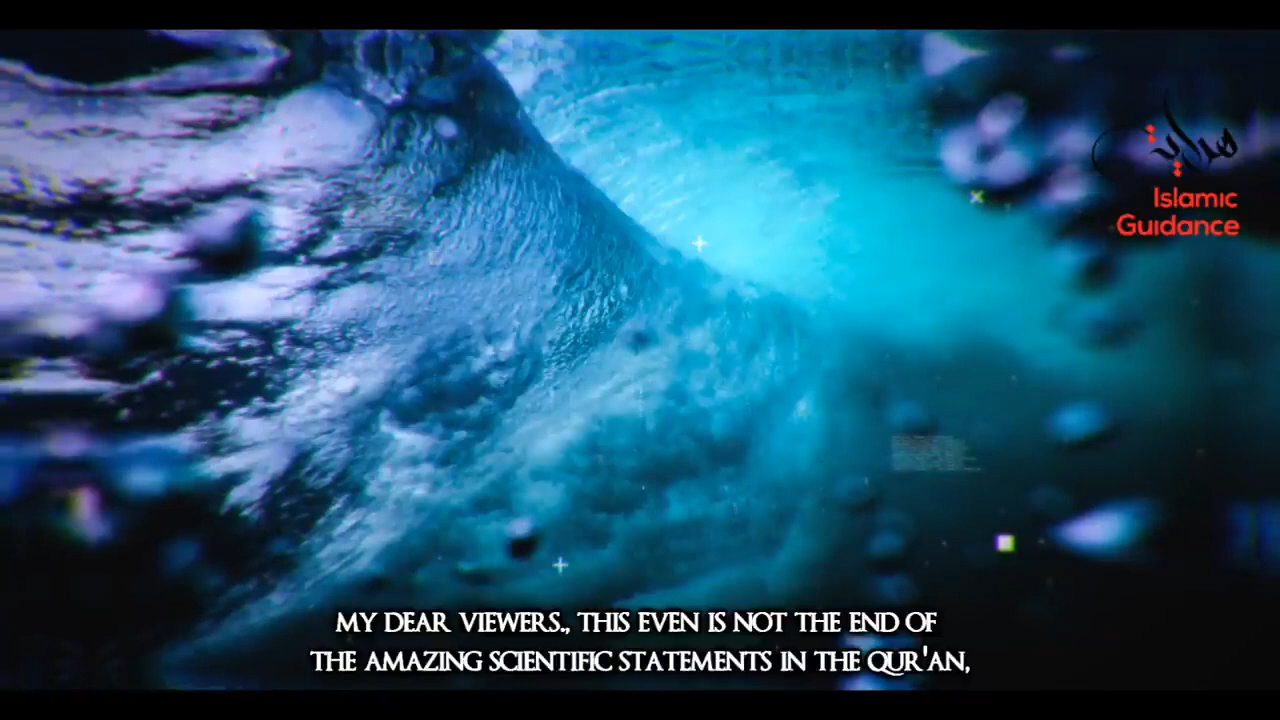 هداية
Islamic
Guidance
MY DEAR VIEWERS., THIS EVEN IS NOT THE END OF
THE AMAZING SCIENTIFIC STATEMENTS IN THE QUR'AN,